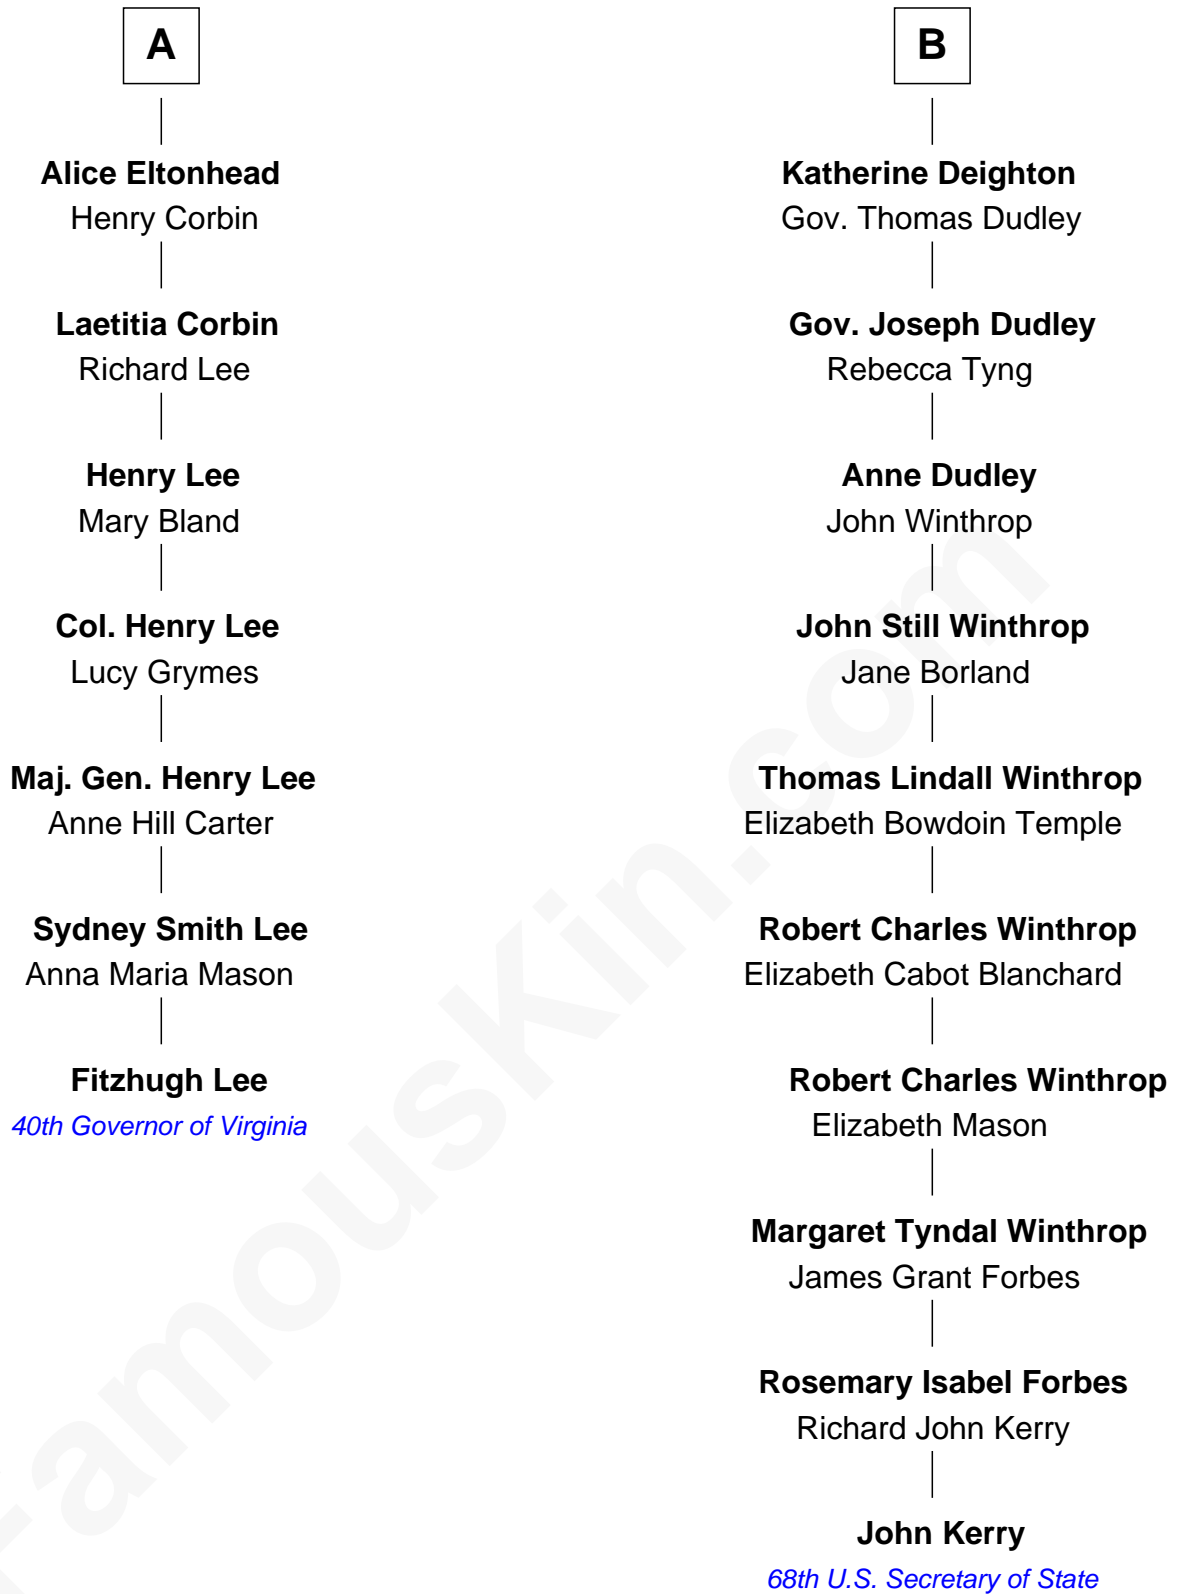 A
Alice Eltonhead
Henry Corbin
Laetitia Corbin
Richard Lee
Henry Lee
Mary Bland
Col. Henry Lee
Lucy Grymes
Maj. Gen. Henry Lee
Anne Hill Carter
Sydney Smith Lee
Anna Maria Mason
Fitzhugh Lee
40th Governor of Virginia
B
Katherine Deighton
Gov. Thomas Dudley
Gov. Joseph Dudley
Rebecca Tyng
Anne Dudley
John Winthrop
John Still Winthrop
Jane Borland
Thomas Lindall Winthrop
Elizabeth Bowdoin Temple
Robert Charles Winthrop
Elizabeth Cabot Blanchard
Robert Charles Winthrop
Elizabeth Mason
Margaret Tyndal Winthrop
James Grant Forbes
Rosemary Isabel Forbes
Richard John Kerry
John Kerry
68th U.S. Secretary of State
FamousKin.com